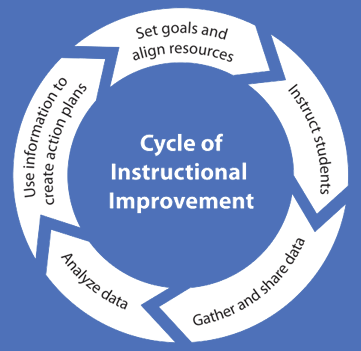 Cycle of
Instructional
Improvement
Set goals and
align resources
Instruct students
Gather and share data
Analyze data
Use information to
create action plans